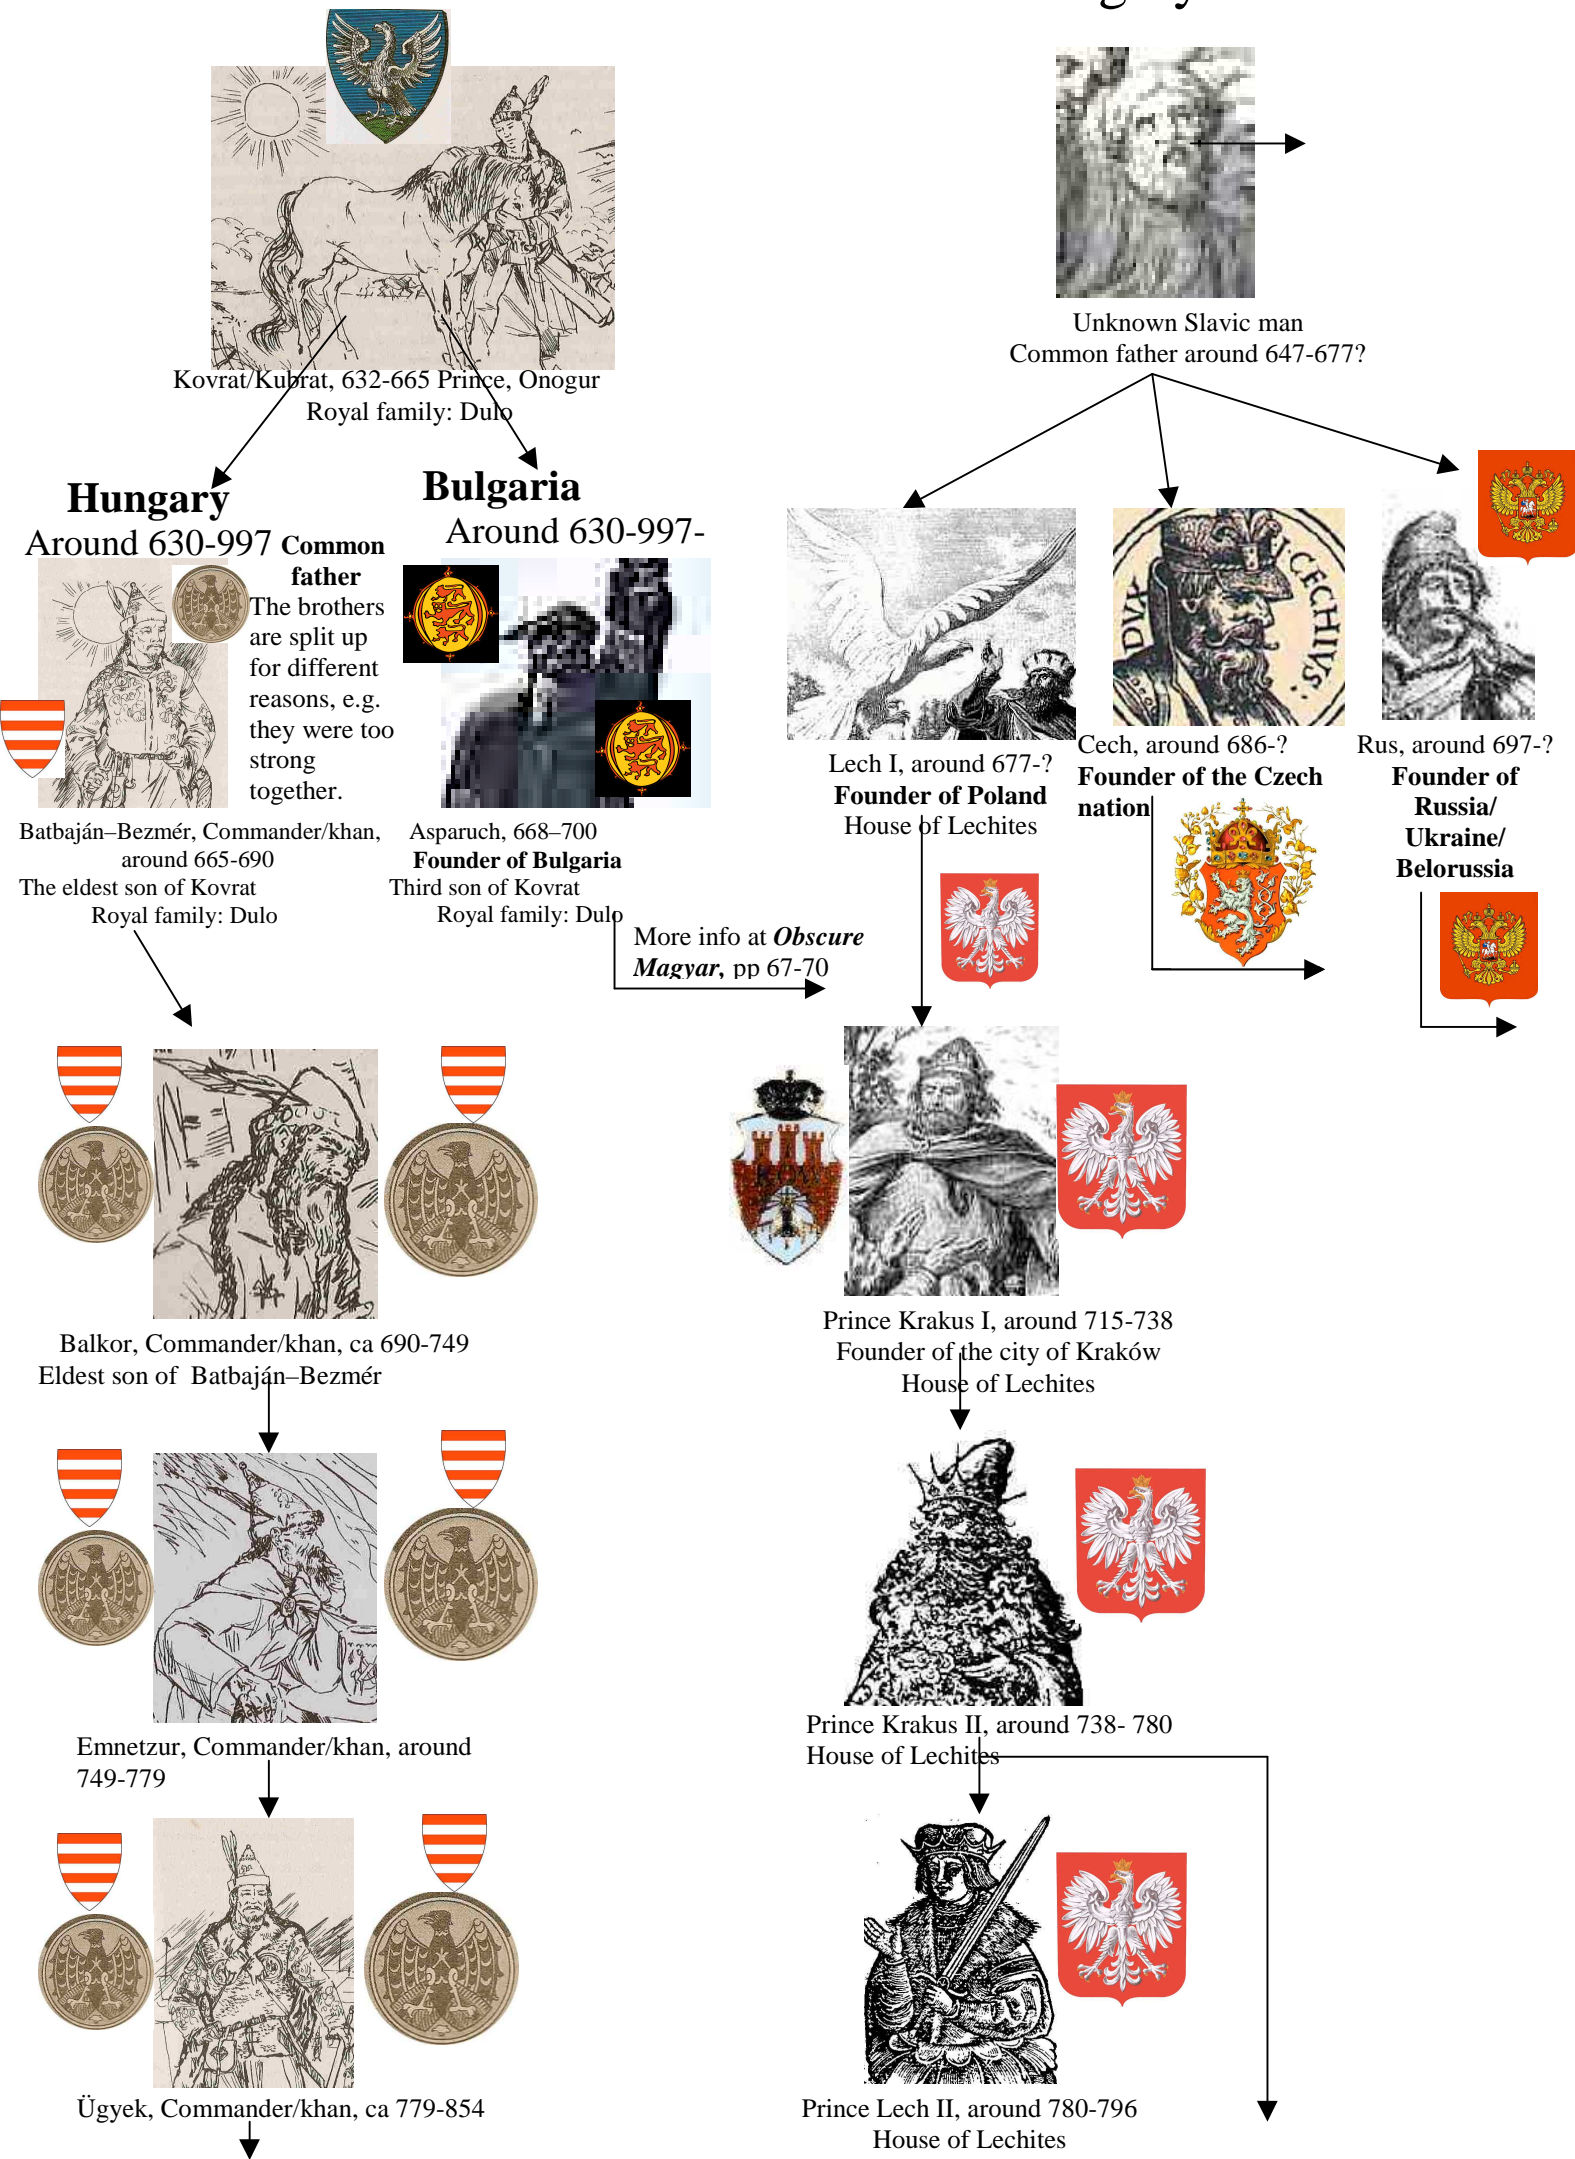 Kovrat/Kubrat, 632-665 Prince, Onogur
Royal family: Dulo
Hungary
Around 630-997
Common
father
The brothers
are split up
for different
reasons, e.g.
they were too
strong
together.
Batbaján–Bezmér, Commander/khan,
around 665-690
The eldest son of Kovrat
Royal family: Dulo
Bulgaria
Around 630-997-
Asparuch, 668–700
Founder of Bulgaria
Third son of Kovrat
Royal family: Dulo
More info at Obscure
Magyar, pp 67-70
Balkor, Commander/khan, ca 690-749
Eldest son of Batbaján–Bezmér
Emnetzur, Commander/khan, around
749-779
Ügyek, Commander/khan, ca 779-854
Unknown Slavic man
Common father around 647-677?
Lech I, around 677-?
Founder of Poland
House of Lechites
DVX CECHIVS:
Cech, around 686-?
Founder of the Czech
nation
Rus, around 697-?
Founder of
Russia/
Ukraine/
Belorussia
Prince Krakus I, around 715-738
Founder of the city of Kraków
House of Lechites
Prince Krakus II, around 738- 780
House of Lechites
Prince Lech II, around 780-796
House of Lechites